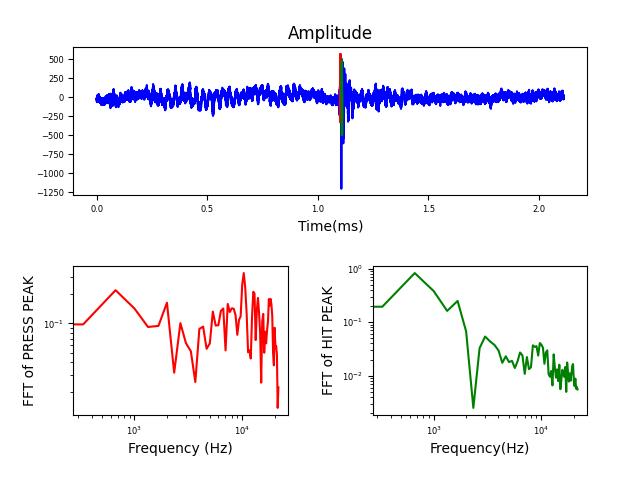 Amplitude
500
250
0
−250
−500
−750
−1000
−1250
0.0 0.5 1.0 1.5 2.0
Time(ms)
FFT of PRESS PEAK
10⁻¹
10³ 10⁴
Frequency (Hz)
FFT of HIT PEAK
10⁰
10⁻¹
10⁻²
10³ 10⁴
Frequency(Hz)